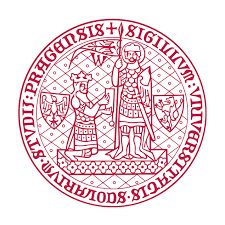 + SIGILLVM : VNIVERSITATIS : SCOLARIVM : STVDII : PRAGENSIS
W